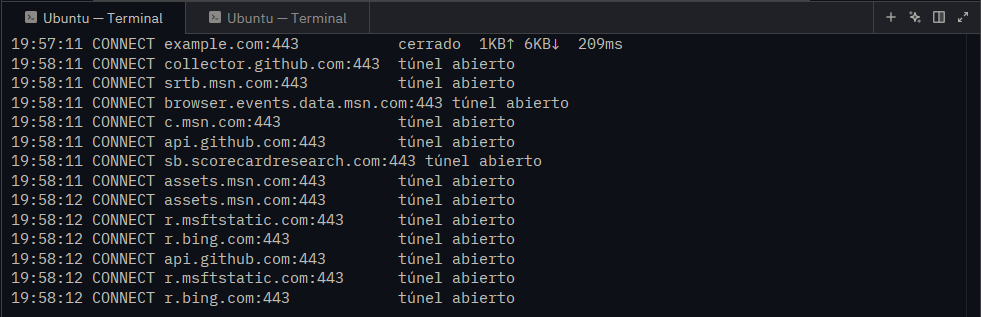 Ubuntu — Terminal
Ubuntu — Terminal
19:57:11 CONNECT example.com:443 cerrado 1KB↑ 6KB↓ 209ms
19:58:11 CONNECT collector.github.com:443 túnel abierto
19:58:11 CONNECT srtb.msn.com:443 túnel abierto
19:58:11 CONNECT browser.events.data.msn.com:443 túnel abierto
19:58:11 CONNECT c.msn.com:443 túnel abierto
19:58:11 CONNECT api.github.com:443 túnel abierto
19:58:11 CONNECT sb.scorecardresearch.com:443 túnel abierto
19:58:11 CONNECT assets.msn.com:443 túnel abierto
19:58:12 CONNECT assets.msn.com:443 túnel abierto
19:58:12 CONNECT r.msftstatic.com:443 túnel abierto
19:58:12 CONNECT r.bing.com:443 túnel abierto
19:58:12 CONNECT api.github.com:443 túnel abierto
19:58:12 CONNECT r.msftstatic.com:443 túnel abierto
19:58:12 CONNECT r.bing.com:443 túnel abierto